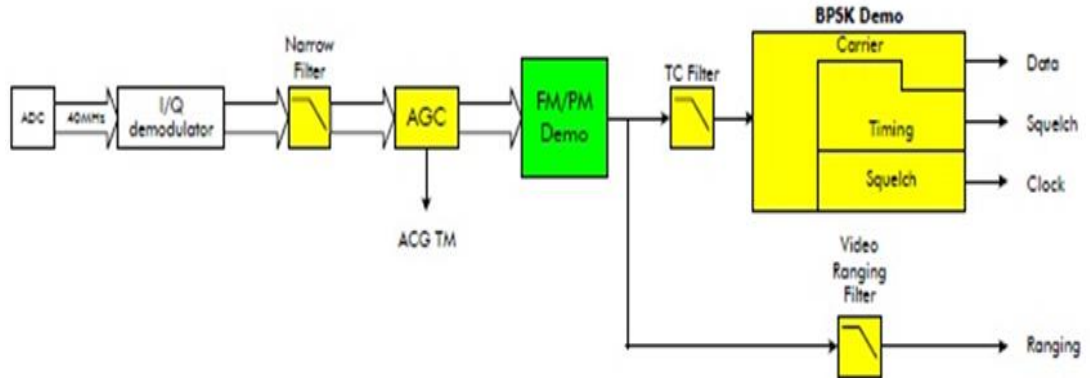 BPSK Demo
Carrier
Timing
Squelch
Data
Squelch
Clock
Narrow
Filter
TC Filter
ADC
40MHz
I/Q
demodulator
AGC
FM/PM
Demo
ACG TM
Video
Ranging
Filter
Ranging